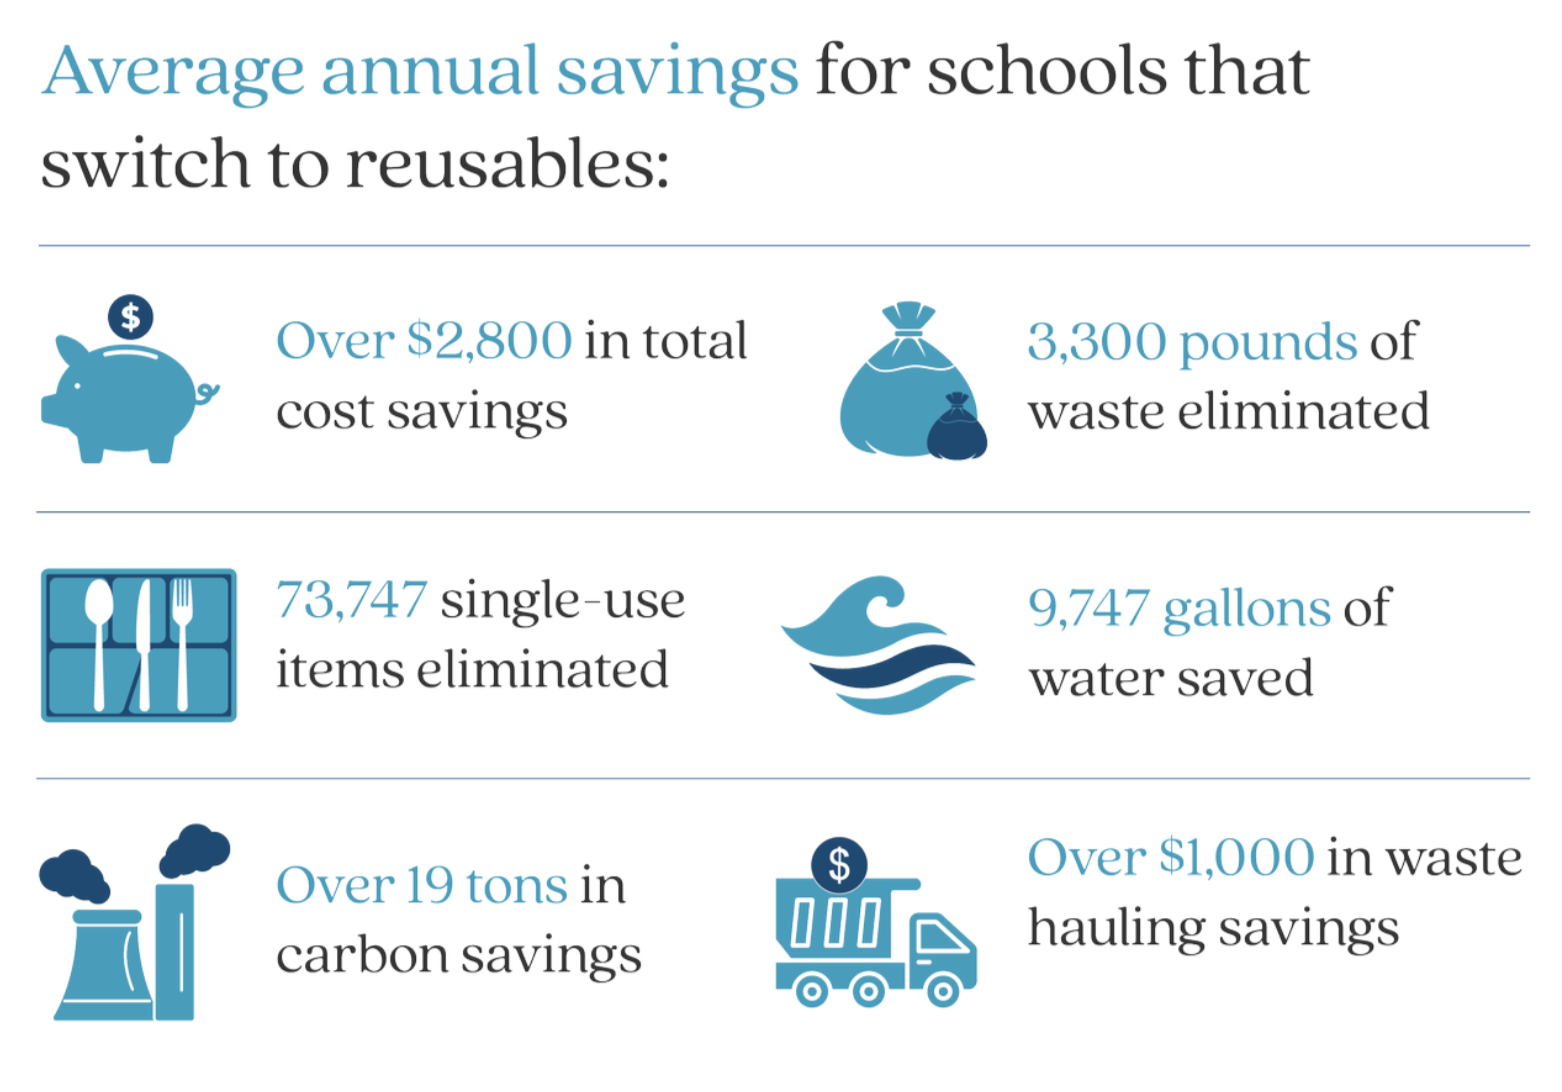 Average annual savings for schools that
switch to reusables:
$
Over $2,800 in total
cost savings
3,300 pounds of
waste eliminated
73,747 single-use
items eliminated
9,747 gallons of
water saved
Over 19 tons in
carbon savings
$
Over $1,000 in waste
hauling savings